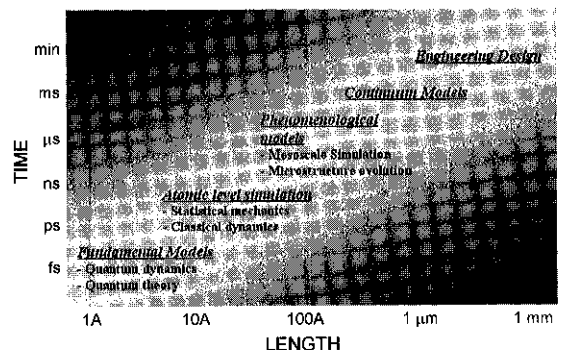 TIME
min
ms
µs
ns
ps
fs
Engineering Design
Continuum Models
Phenomenological
models
- Mesoscale Simulation
- Microstructure evolution
Atomic level simulation
- Statistical mechanics
- Classical dynamics
Fundamental Models
- Quantum dynamics
- Quantum theory
1A 10A 100A 1 µm 1 mm
LENGTH